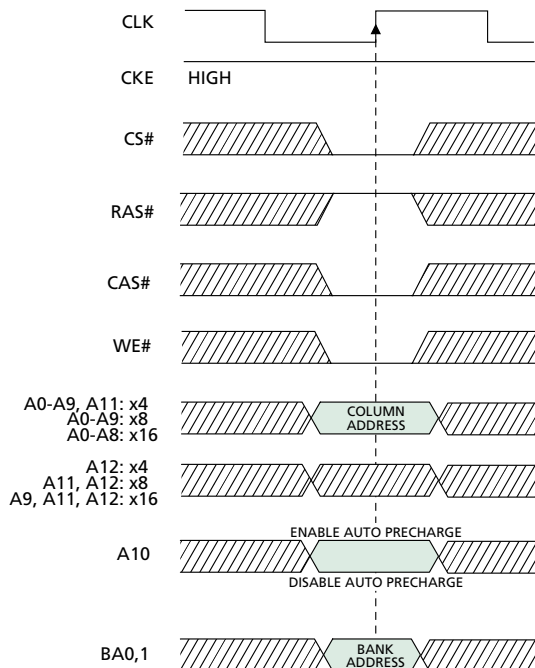 CLK
CKE HIGH
CS#
RAS#
CAS#
WE#
A0-A9, A11: x4
A0-A9: x8
A0-A8: x16
COLUMN
ADDRESS
A12: x4
A11, A12: x8
A9, A11, A12: x16
ENABLE AUTO PRECHARGE
A10
DISABLE AUTO PRECHARGE
BA0,1
BANK
ADDRESS